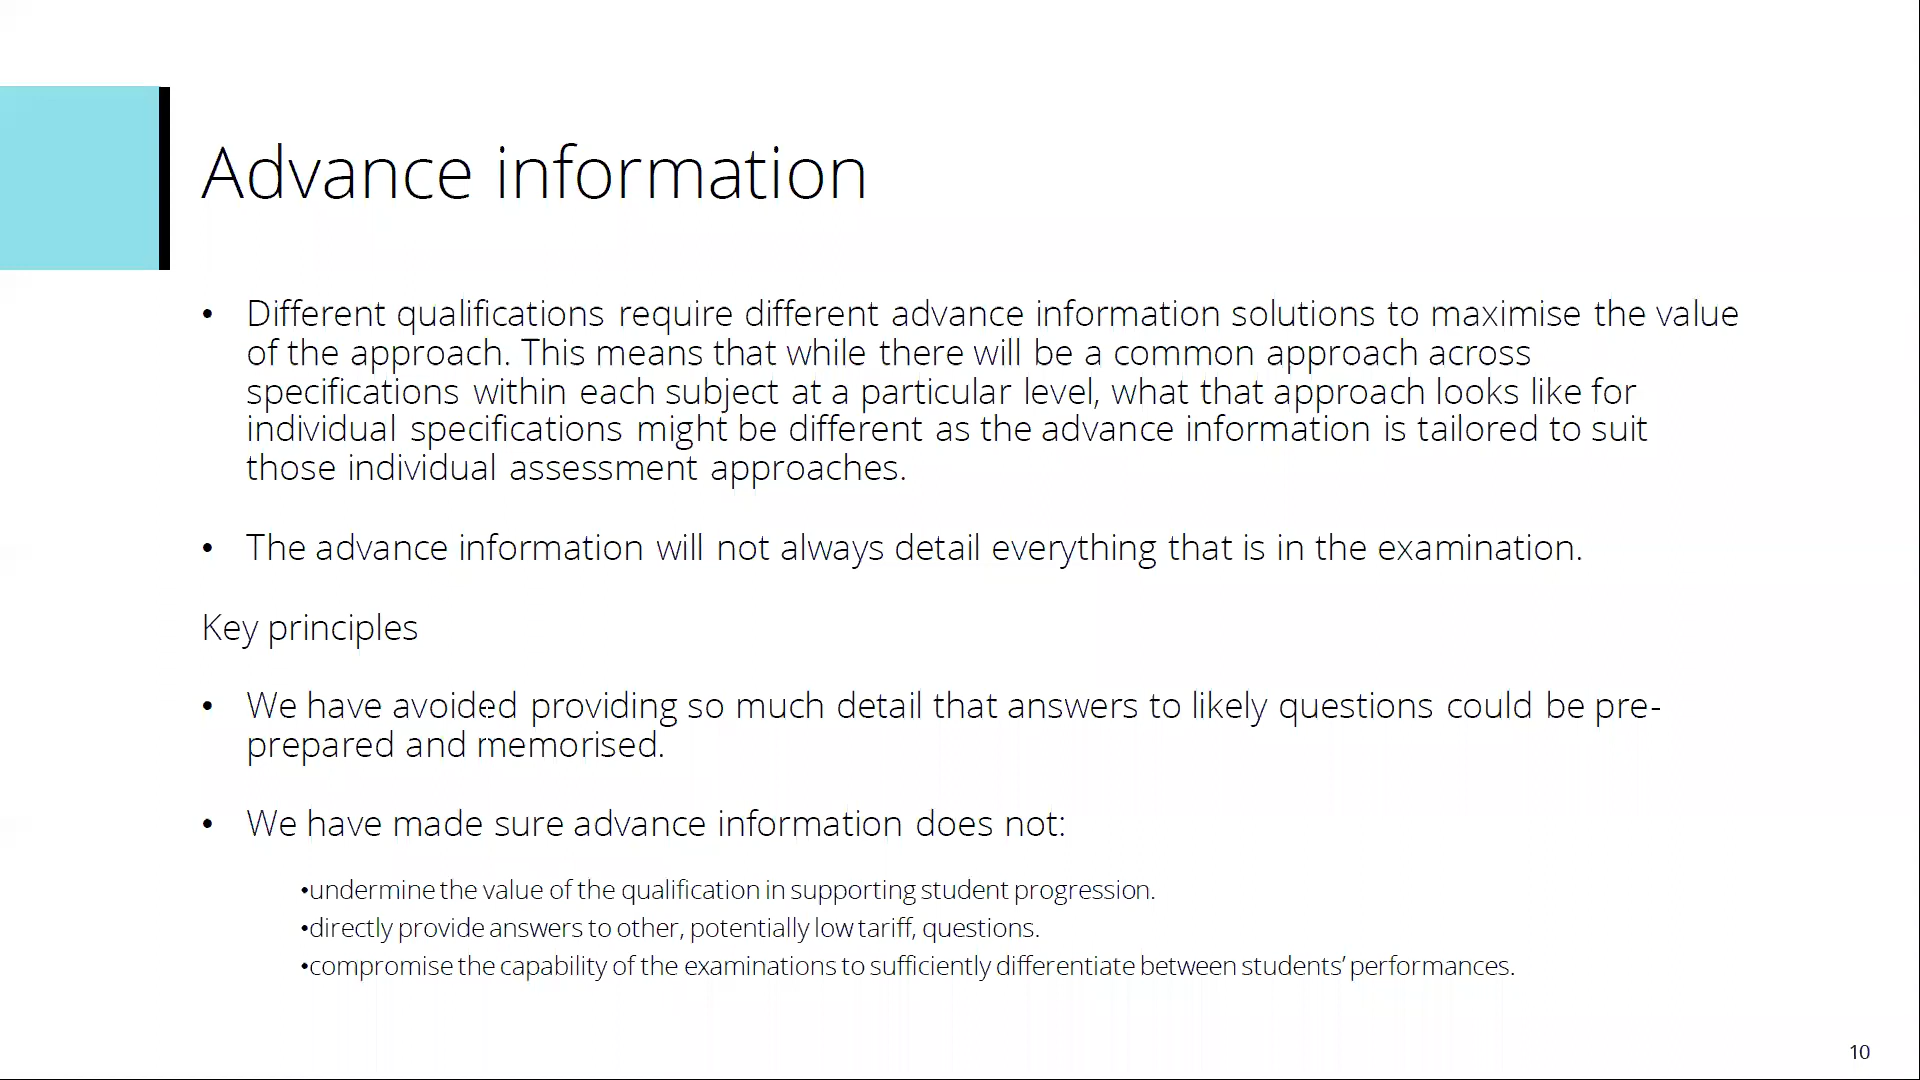 Advance information
• Different qualifications require different advance information solutions to maximise the value
of the approach. This means that while there will be a common approach across
specifications within each subject at a particular level, what that approach looks like for
individual specifications might be different as the advance information is tailored to suit
those individual assessment approaches.
• The advance information will not always detail everything that is in the examination.
Key principles
• We have avoided providing so much detail that answers to likely questions could be pre-
prepared and memorised.
• We have made sure advance information does not:
•undermine the value of the qualification in supporting student progression.
•directly provide answers to other, potentially low tariff, questions.
•compromise the capability of the examinations to sufficiently differentiate between students’ performances.
10